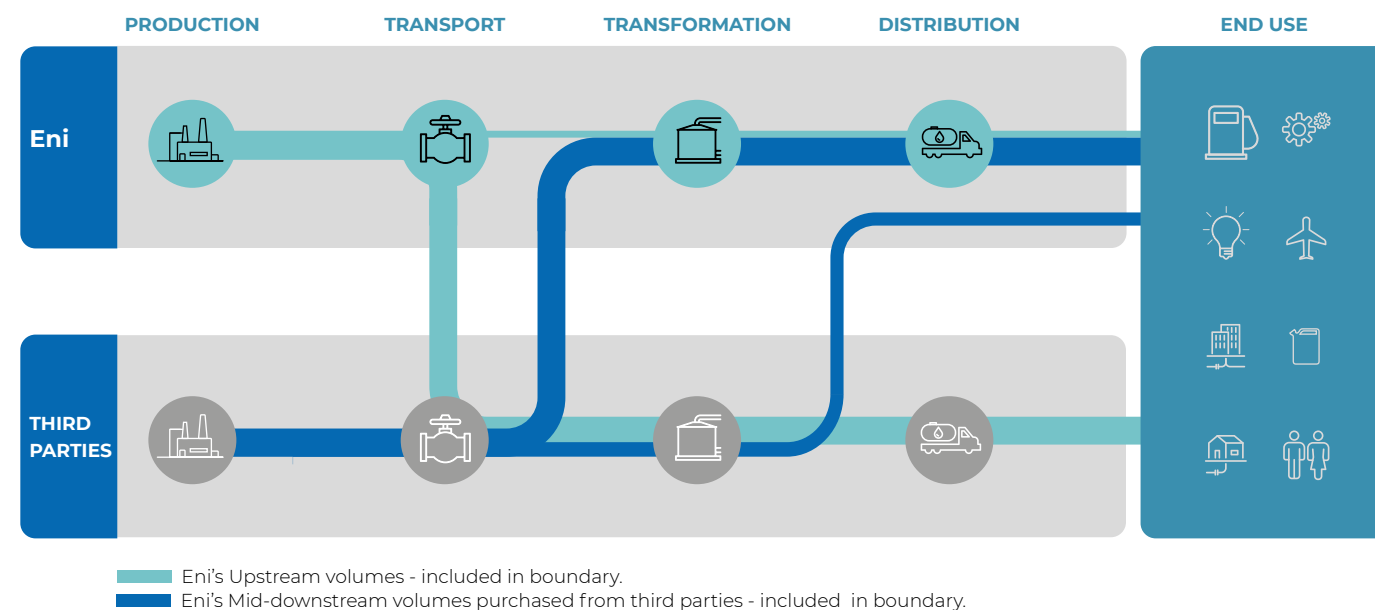 PRODUCTION TRANSPORT TRANSFORMATION DISTRIBUTION END USE
Eni
THIRD
PARTIES
Eni's Upstream volumes - included in boundary.
Eni's Mid-downstream volumes purchased from third parties - included in boundary.